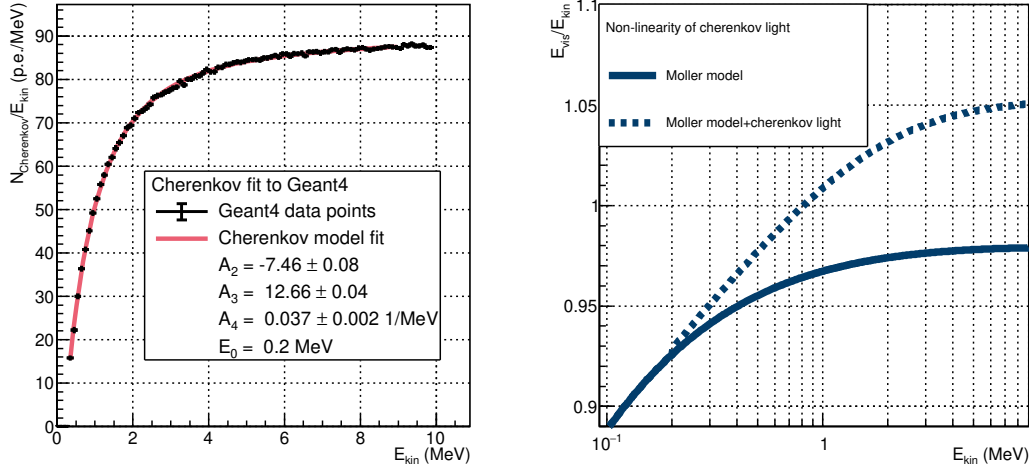 N_Cherenkov/E_kin (p.e./MeV)
90
80
70
60
50
40
30
20
10
0
Cherenkov fit to Geant4
Geant4 data points
Cherenkov model fit
A_2 = -7.46 ± 0.08
A_3 = 12.66 ± 0.04
A_4 = 0.037 ± 0.002 1/MeV
E_0 = 0.2 MeV
0 2 4 6 8 10
E_kin (MeV)
E_vis/E_kin
1.1
1.05
1.0
0.95
0.9
Non-linearity of cherenkov light
Moller model
Moller model+cherenkov light
10^−1 1
E_kin (MeV)